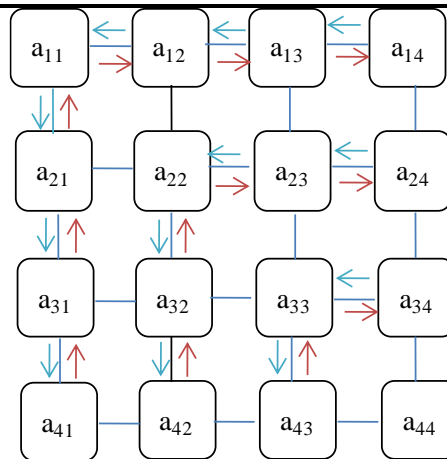 a₁₁ a₁₂ a₁₃ a₁₄
a₂₁ a₂₂ a₂₃ a₂₄
a₃₁ a₃₂ a₃₃ a₃₄
a₄₁ a₄₂ a₄₃ a₄₄